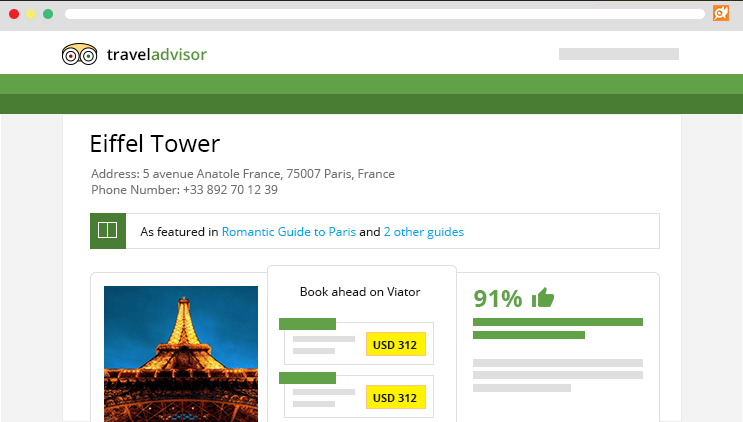 traveladvisor
Eiffel Tower
Address: 5 avenue Anatole France, 75007 Paris, France
Phone Number: +33 892 70 12 39
As featured in Romantic Guide to Paris and 2 other guides
Book ahead on Viator
91%
USD 312
USD 312